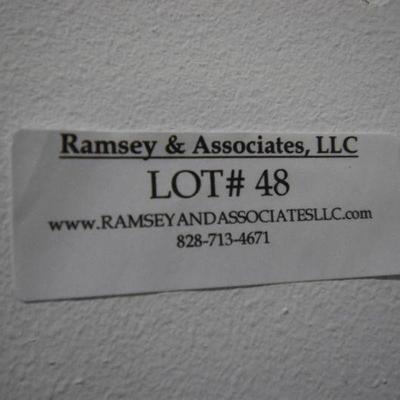 Ramsey & Associates, LLC
LOT# 48
www.RAMSEYANDASSOCIATESLLC.com
828-713-4671